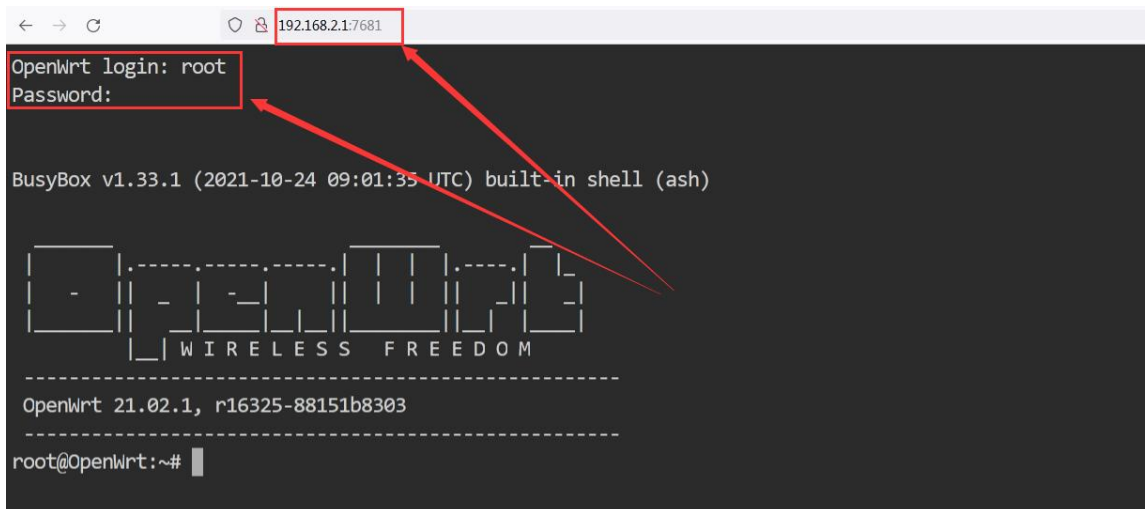 192.168.2.1:7681
OpenWrt login: root
Password:
BusyBox v1.33.1 (2021-10-24 09:01:35 UTC) built-in shell (ash)
OpenWrt
W I R E L E S S   F R E E D O M
OpenWrt 21.02.1, r16325-88151b8303
root@OpenWrt:~#